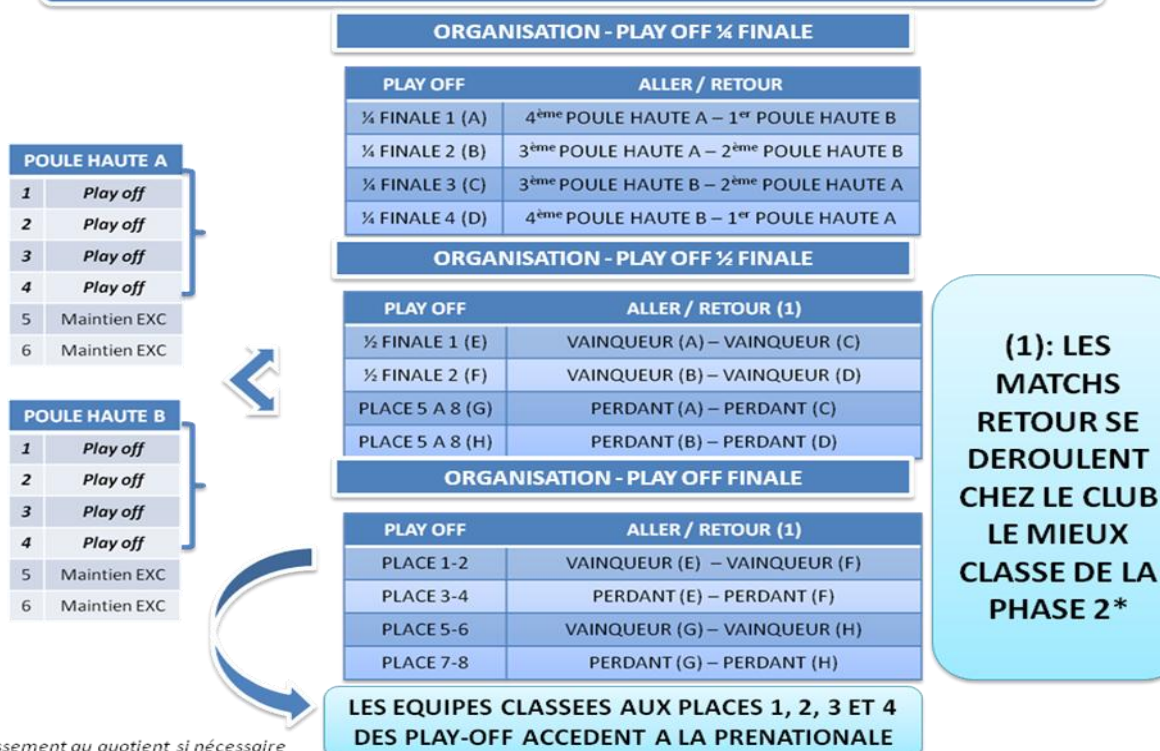 ORGANISATION - PLAY OFF ¼ FINALE
PLAY OFF ALLER / RETOUR
¼ FINALE 1 (A) 4ème POULE HAUTE A – 1er POULE HAUTE B
¼ FINALE 2 (B) 3ème POULE HAUTE A – 2ème POULE HAUTE B
¼ FINALE 3 (C) 3ème POULE HAUTE B – 2ème POULE HAUTE A
¼ FINALE 4 (D) 4ème POULE HAUTE B – 1er POULE HAUTE A
POULE HAUTE A
1 Play off
2 Play off
3 Play off
4 Play off
5 Maintien EXC
6 Maintien EXC
ORGANISATION - PLAY OFF ½ FINALE
PLAY OFF ALLER / RETOUR (1)
½ FINALE 1 (E) VAINQUEUR (A) – VAINQUEUR (C)
½ FINALE 2 (F) VAINQUEUR (B) – VAINQUEUR (D)
PLACE 5 A 8 (G) PERDANT (A) – PERDANT (C)
PLACE 5 A 8 (H) PERDANT (B) – PERDANT (D)
POULE HAUTE B
1 Play off
2 Play off
3 Play off
4 Play off
5 Maintien EXC
6 Maintien EXC
ORGANISATION - PLAY OFF FINALE
PLAY OFF ALLER / RETOUR (1)
PLACE 1-2 VAINQUEUR (E) – VAINQUEUR (F)
PLACE 3-4 PERDANT (E) – PERDANT (F)
PLACE 5-6 VAINQUEUR (G) – VAINQUEUR (H)
PLACE 7-8 PERDANT (G) – PERDANT (H)
(1): LES
MATCHS
RETOUR SE
DEROULENT
CHEZ LE CLUB
LE MIEUX
CLASSE DE LA
PHASE 2*
LES EQUIPES CLASSEES AUX PLACES 1, 2, 3 ET 4
DES PLAY-OFF ACCEDENT A LA PRENATIONALE
au quotient si nécessaire